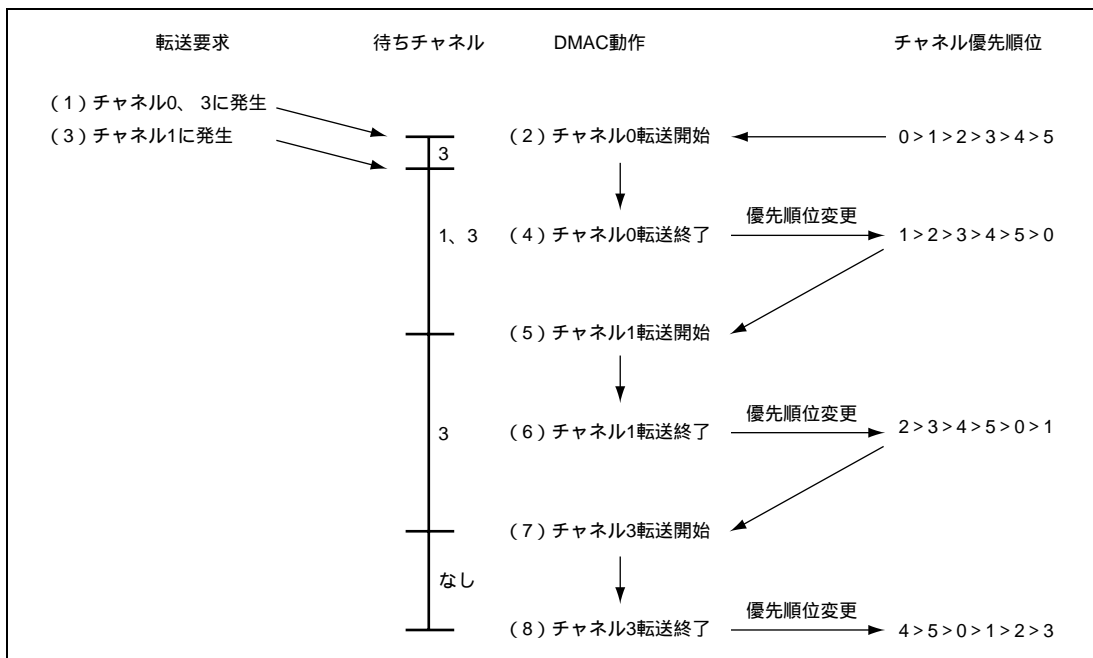 転送要求 待ちチャネル DMAC動作 チャネル優先順位
(1)チャネル0、3に発生
(3)チャネル1に発生 (2)チャネル0転送開始 0>1>2>3>4>5
3
優先順位変更
1、3 (4)チャネル0転送終了 1>2>3>4>5>0
(5)チャネル1転送開始
優先順位変更
3 (6)チャネル1転送終了 2>3>4>5>0>1
(7)チャネル3転送開始
なし
優先順位変更
(8)チャネル3転送終了 4>5>0>1>2>3